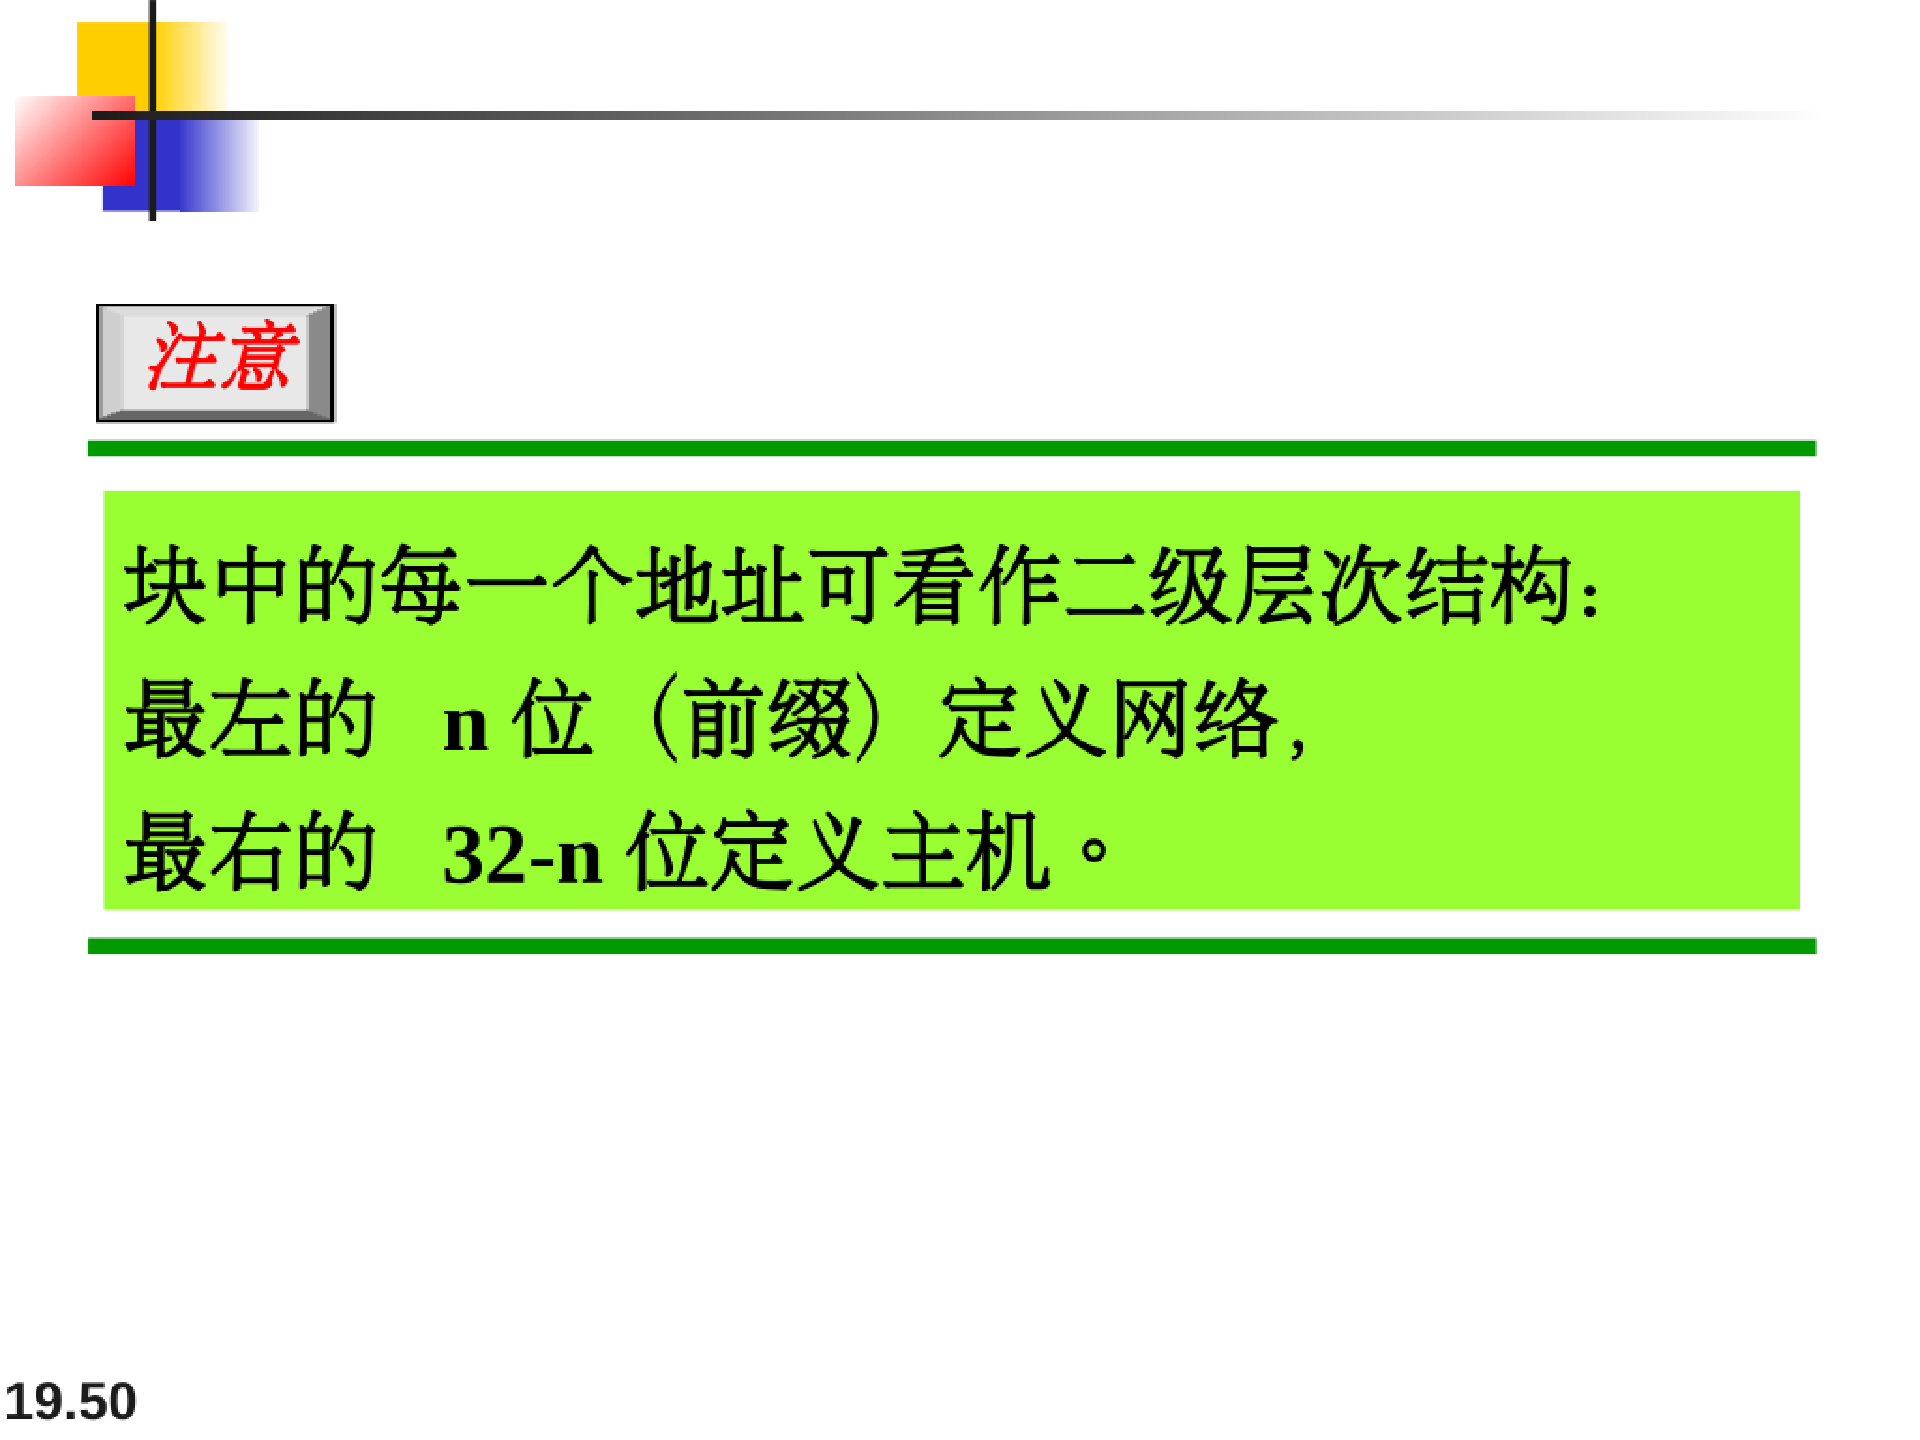 注意
块中的每一个地址可看作二级层次结构：
最左的 n 位（前缀）定义网络，
最右的 32-n 位定义主机。
19.50